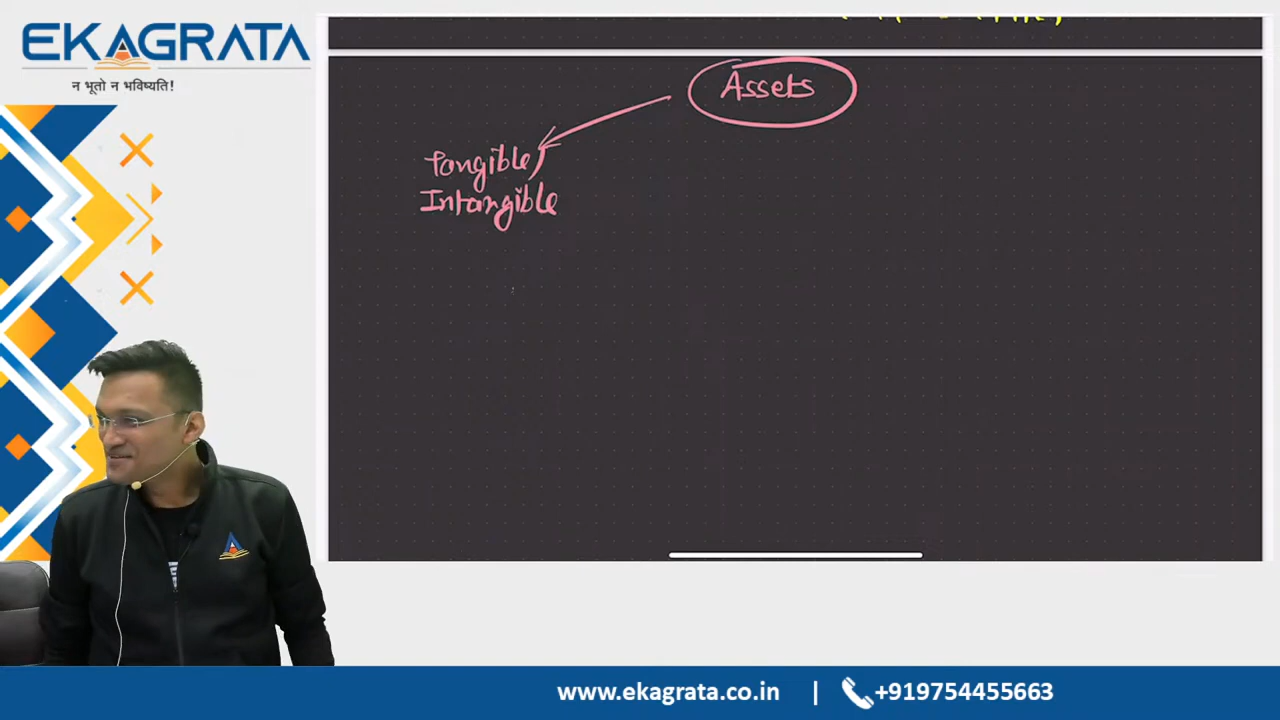 EKAGRATA
न भूतो न भविष्यति!
Assets
Tangible/
Intangible
www.ekagrata.co.in | +919754455663